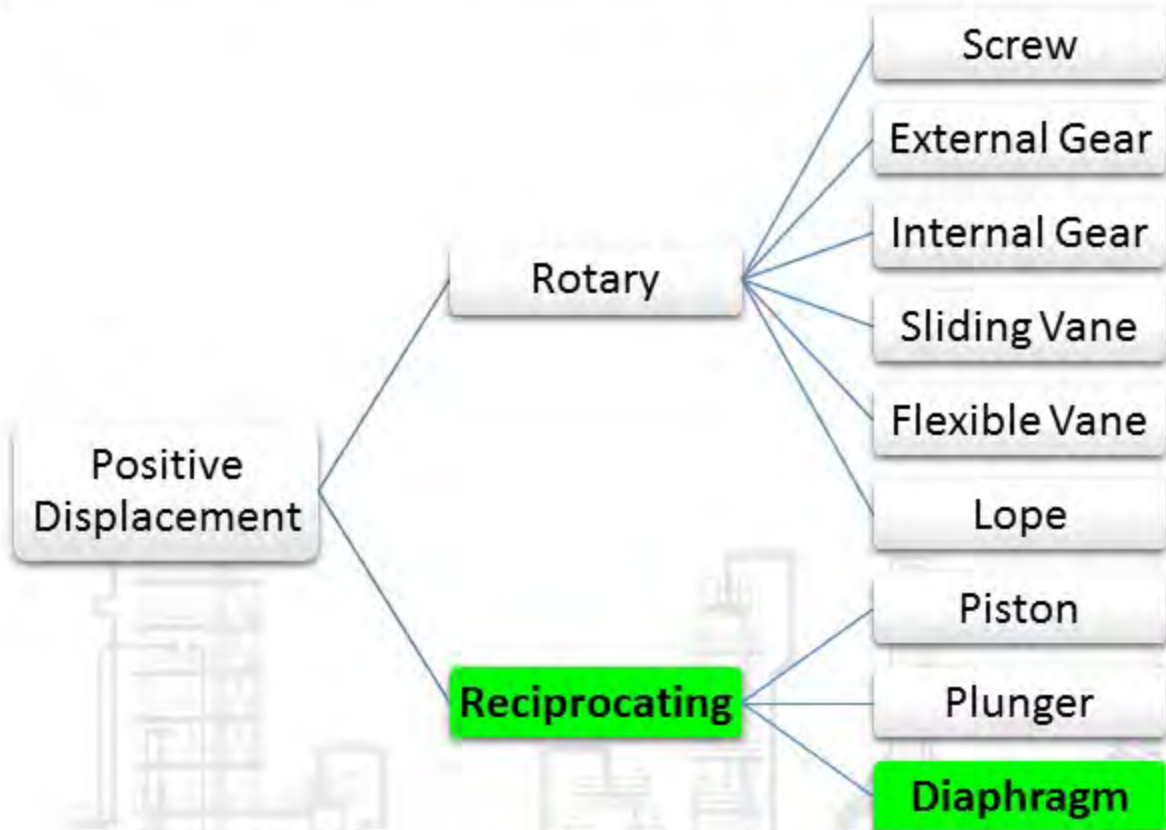 Screw
External Gear
Internal Gear
Rotary
Sliding Vane
Flexible Vane
Positive
Displacement
Lope
Piston
Reciprocating
Plunger
Diaphragm